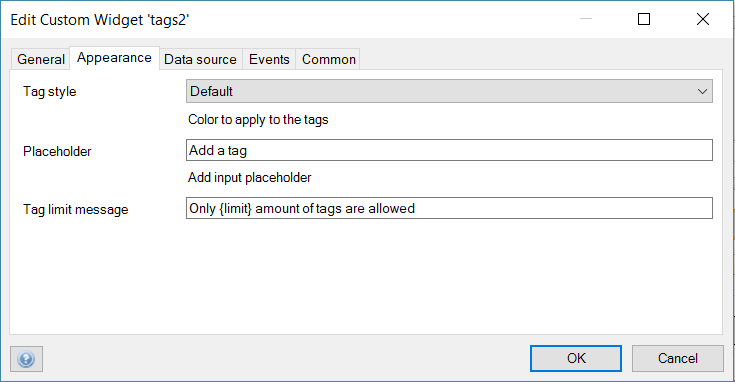 Edit Custom Widget 'tags2'
General Appearance Data source Events Common
Tag style Default
Color to apply to the tags
Placeholder Add a tag
Add input placeholder
Tag limit message Only {limit} amount of tags are allowed
? OK Cancel